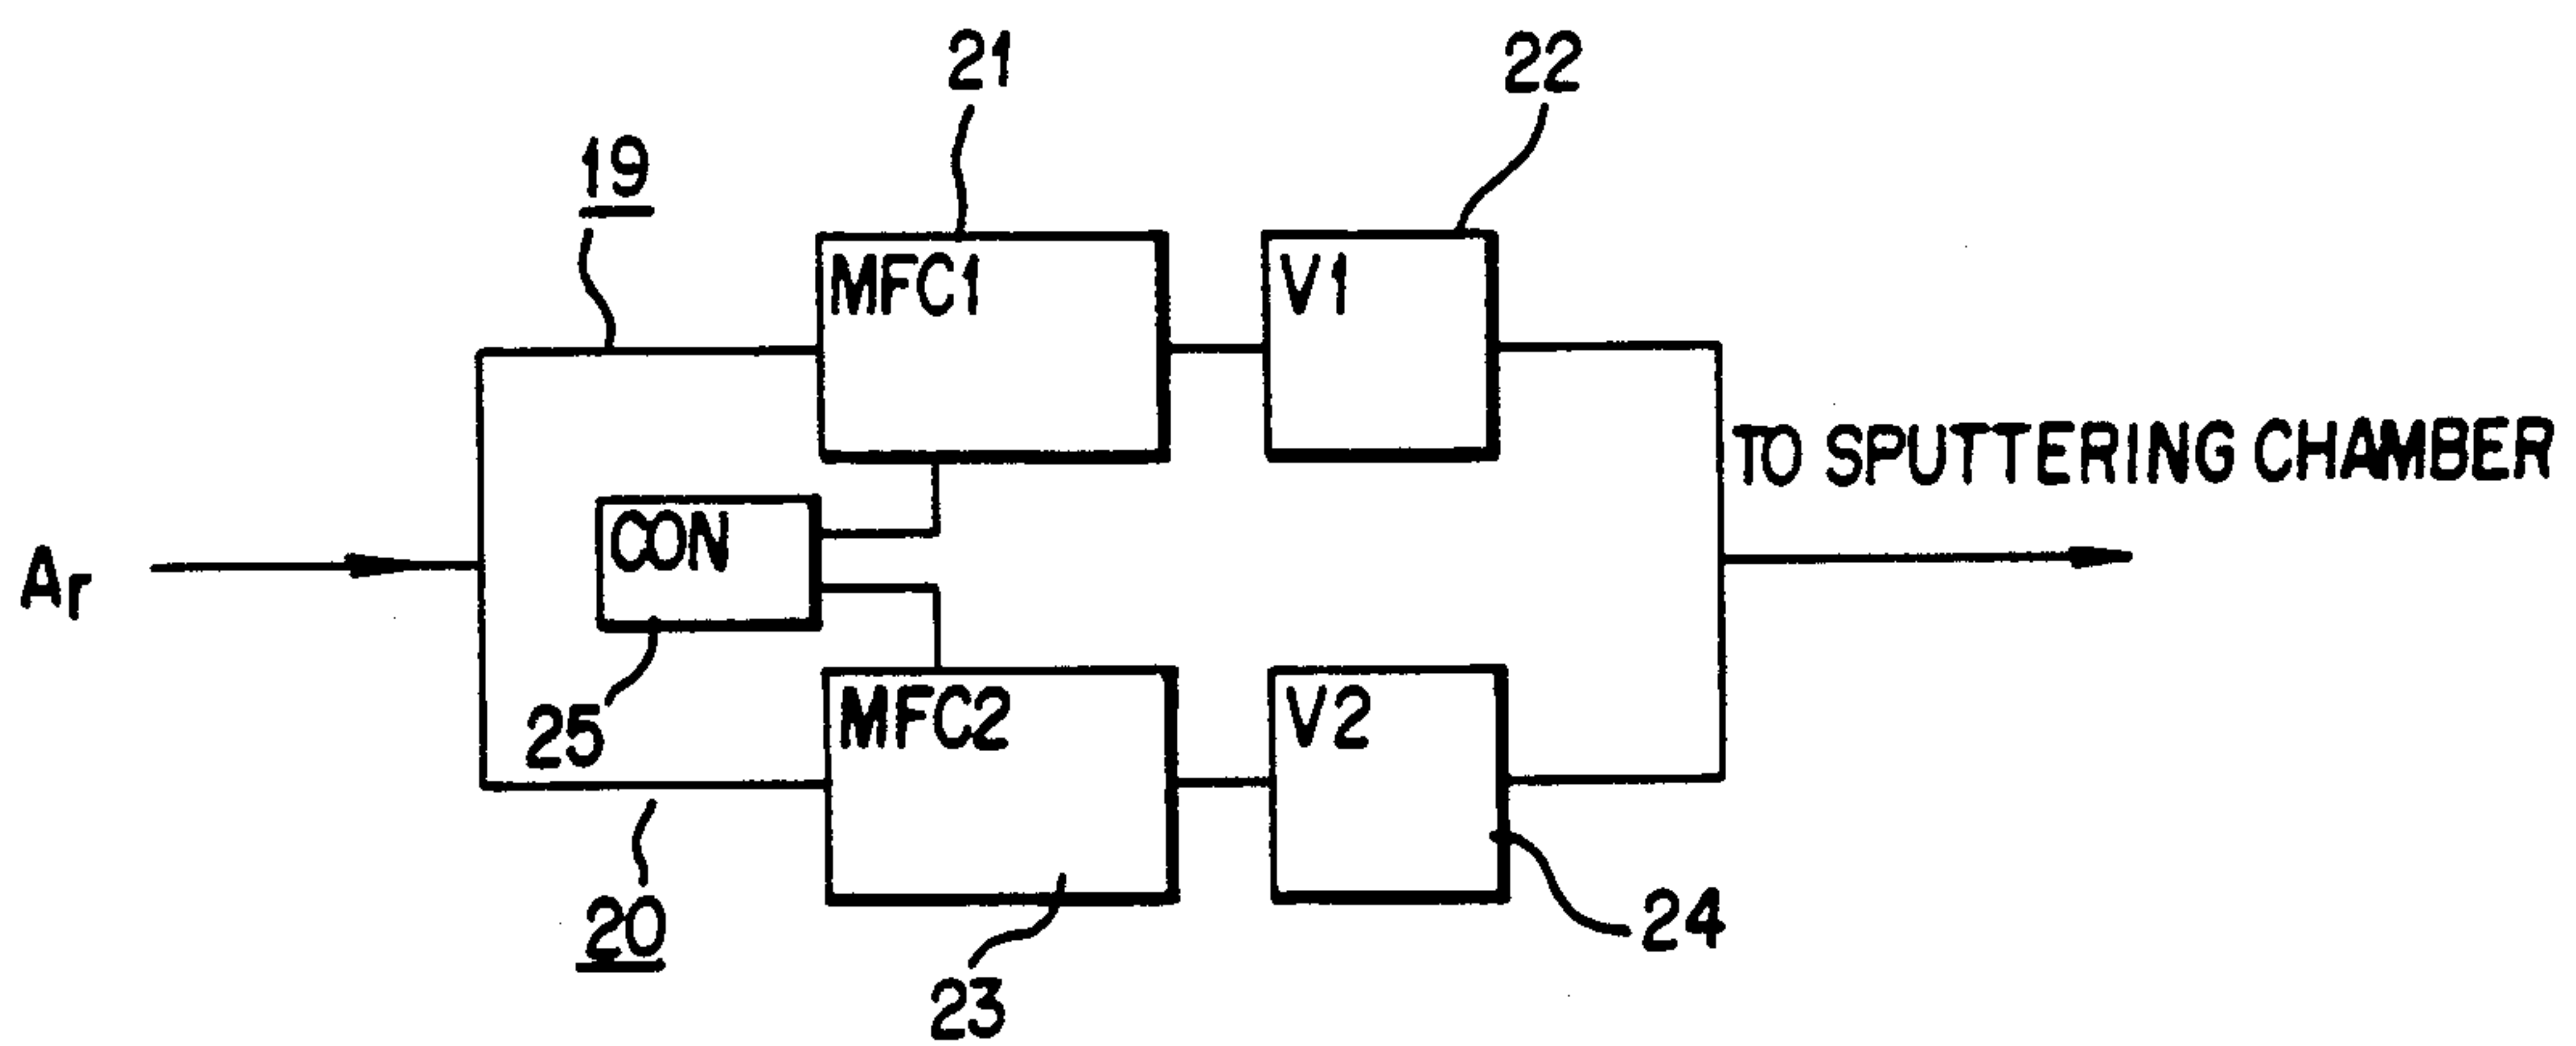 21
22
19
MFC1
V1
TO SPUTTERING CHAMBER
CON
Ar
25
MFC2
V2
20
24
23